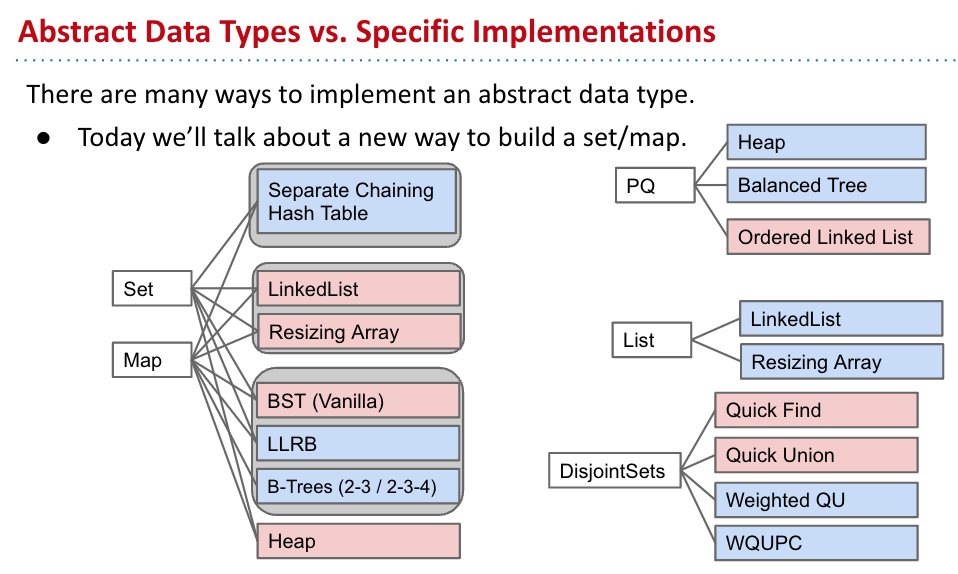 Abstract Data Types vs. Specific Implementations
There are many ways to implement an abstract data type.
● Today we’ll talk about a new way to build a set/map.
Set
Map
Separate Chaining
Hash Table
LinkedList
Resizing Array
BST (Vanilla)
LLRB
B-Trees (2-3 / 2-3-4)
Heap
PQ
Heap
Balanced Tree
Ordered Linked List
List
LinkedList
Resizing Array
DisjointSets
Quick Find
Quick Union
Weighted QU
WQUPC